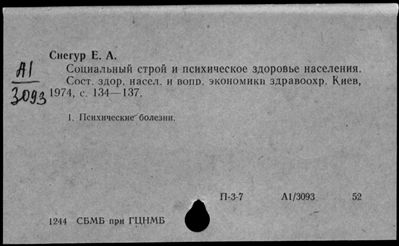 Снегур Е. А.
А1
3093
Социальный строй и психическое здоровье населения.
Сост. здор. насел. и вопр. экономики здравоохр. Киев,
1974, с. 134—137.
1. Психические болезни.
П-3-7 А1/3093 52
1244 СБМБ при ГЦНМБ